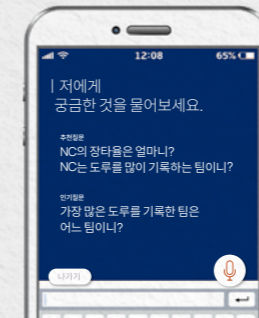 12:08
65%
| 저에게
궁금한 것을 물어보세요.
추천질문
NC의 장타율은 얼마니?
NC는 도루를 많이 기록하는 팀이니?
인기질문
가장 많은 도루를 기록한 팀은
어느 팀이니?
나가기